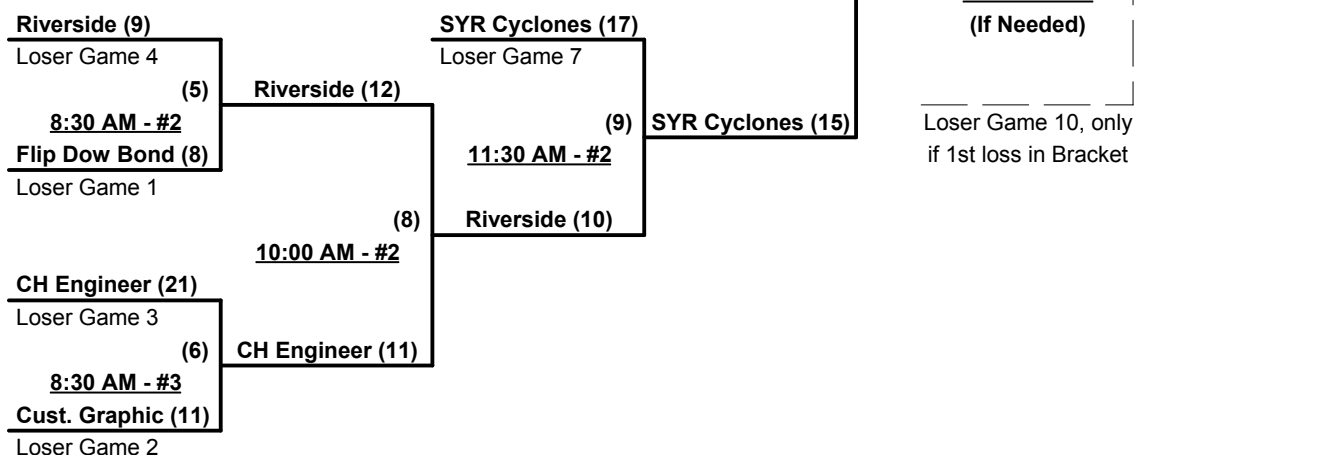 Riverside (9)
Loser Game 4
(5)
8:30 AM - #2
Flip Dow Bond (8)
Loser Game 1
Riverside (12)
(8)
10:00 AM - #2
CH Engineer (21)
Loser Game 3
(6)
8:30 AM - #3
Cust. Graphic (11)
Loser Game 2
CH Engineer (11)
SYR Cyclones (17)
Loser Game 7
(9)
11:30 AM - #2
Riverside (10)
SYR Cyclones (15)
(If Needed)
Loser Game 10, only
if 1st loss in Bracket